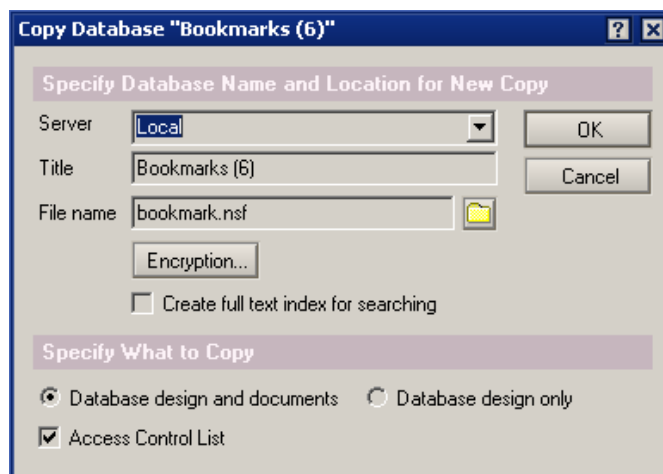 Copy Database "Bookmarks (6)"
Specify Database Name and Location for New Copy
Server Local OK
Title Bookmarks (6) Cancel
File name bookmark.nsf
Encryption...
Create full text index for searching
Specify What to Copy
Database design and documents Database design only
Access Control List